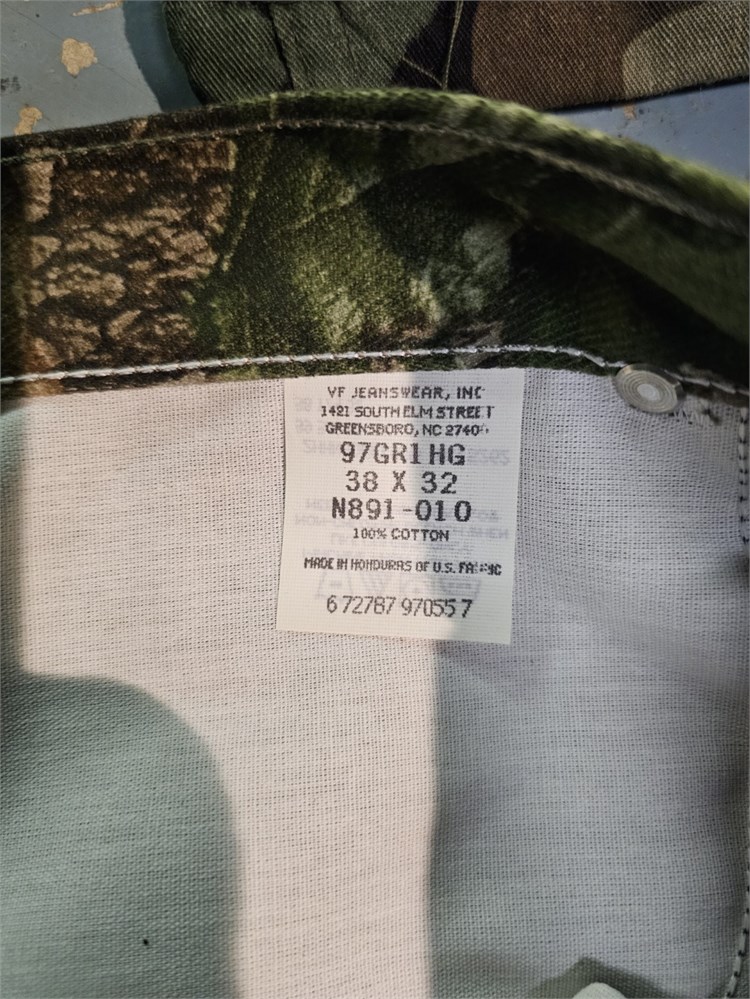 VF JEANSWEAR, INC
1421 SOUTH ELM STREET
GREENSBORO, NC 2740
97GR1HG
38 X 32
N891-010
100% COTTON
MADE IN HONDURAS OF U.S. FABRIC
6 72787 97055 7